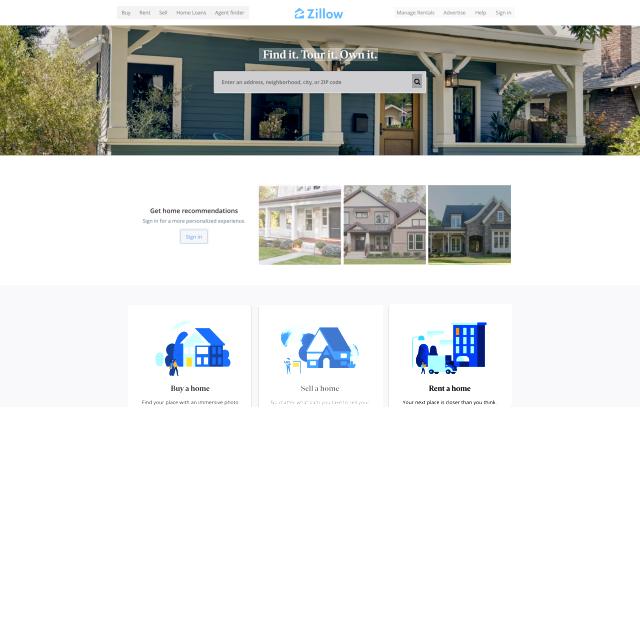 Buy Rent Sell Home Loans Agent finder
Zillow
Manage Rentals Advertise Help Sign in
Find it. Tour it. Own it.
Enter an address, neighborhood, city, or ZIP code
Get home recommendations
Sign in for a more personalized experience.
Sign in
Buy a home
Find your place with an immersive photo
Sell a home
Rent a home
Your next place is closer than you think.